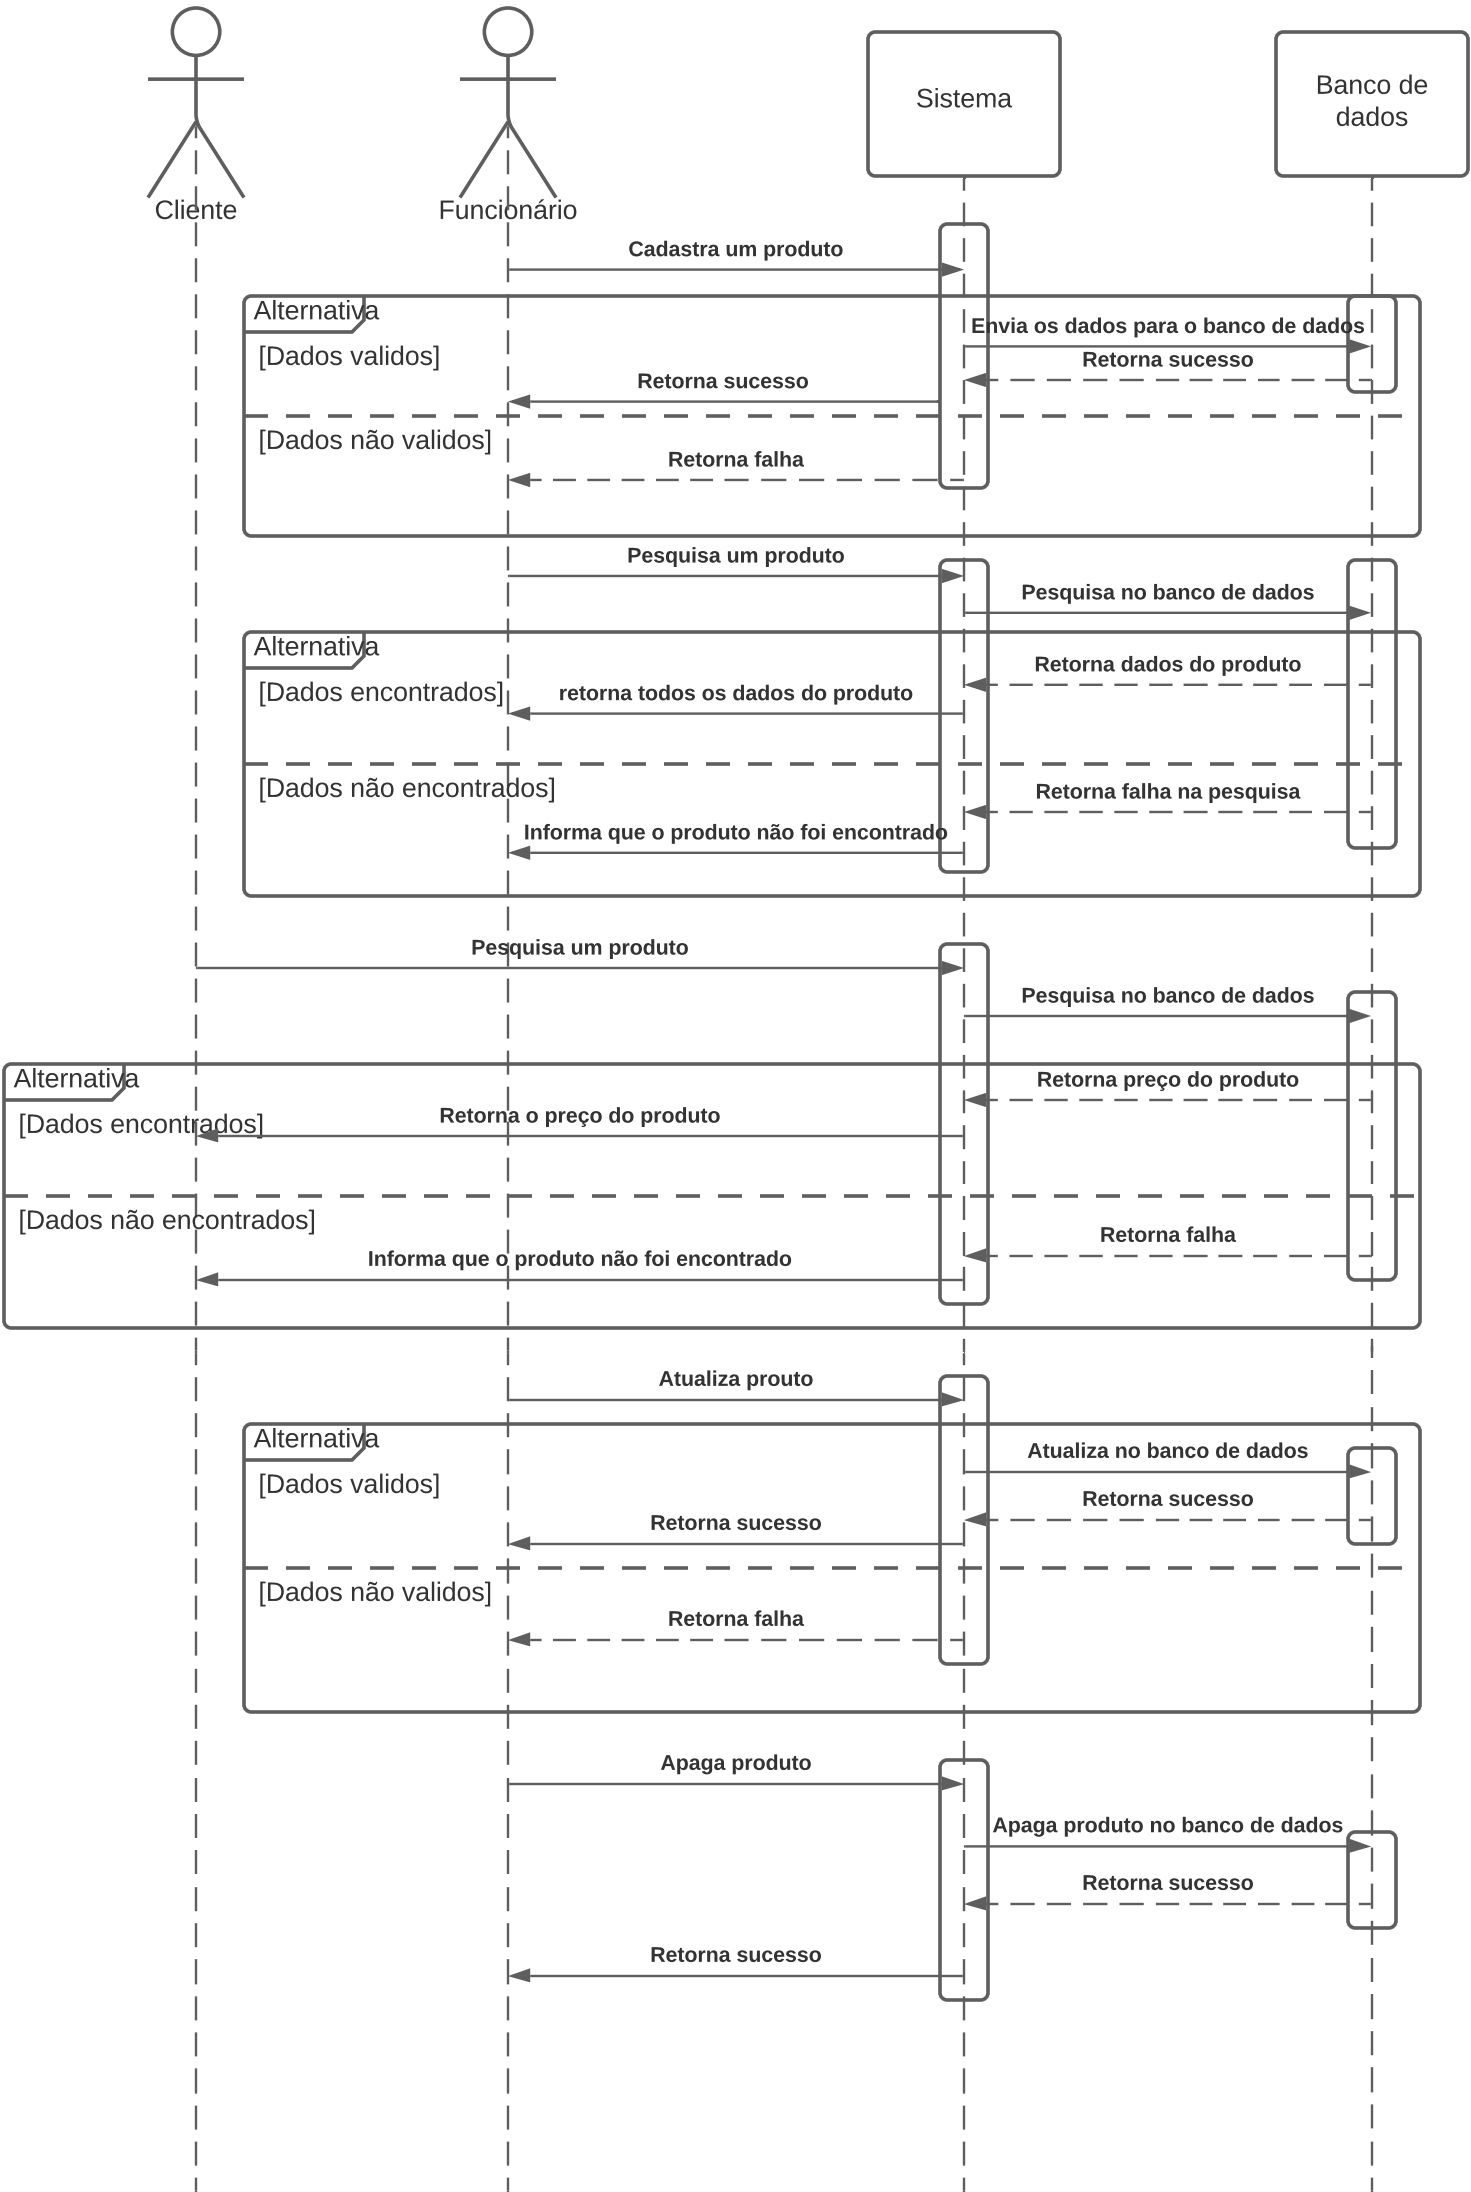 Cliente
Funcionário
Sistema
Banco de
dados
Cadastra um produto
Alternativa
[Dados validos]
Envia os dados para o banco de dados
Retorna sucesso
Retorna sucesso
[Dados não validos]
Retorna falha
Pesquisa um produto
Pesquisa no banco de dados
Alternativa
[Dados encontrados]
Retorna dados do produto
retorna todos os dados do produto
[Dados não encontrados]
Retorna falha na pesquisa
Informa que o produto não foi encontrado
Pesquisa um produto
Pesquisa no banco de dados
Alternativa
[Dados encontrados]
Retorna preço do produto
Retorna o preço do produto
[Dados não encontrados]
Retorna falha
Informa que o produto não foi encontrado
Atualiza prouto
Alternativa
[Dados validos]
Atualiza no banco de dados
Retorna sucesso
Retorna sucesso
[Dados não validos]
Retorna falha
Apaga produto
Apaga produto no banco de dados
Retorna sucesso
Retorna sucesso